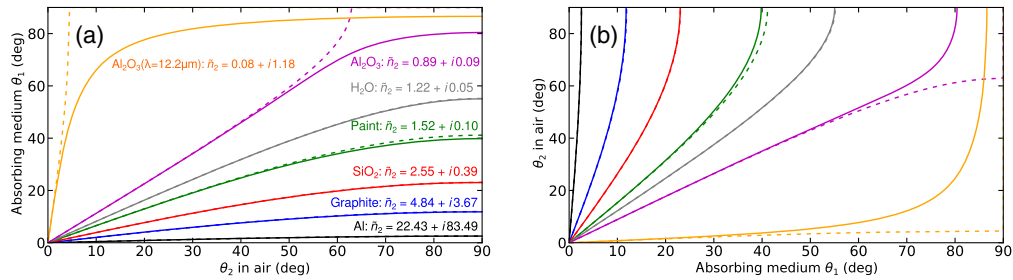 (a)
80
60
40
20
0
0 10 20 30 40 50 60 70 80 90
Absorbing medium θ₁ (deg)
θ₂ in air (deg)
Al₂O₃(λ=12.2μm): ñ₂ = 0.08 + i1.18
Al₂O₃: ñ₂ = 0.89 + i0.09
H₂O: ñ₂ = 1.22 + i0.05
Paint: ñ₂ = 1.52 + i0.10
SiO₂: ñ₂ = 2.55 + i0.39
Graphite: ñ₂ = 4.84 + i3.67
Al: ñ₂ = 22.43 + i83.49
(b)
80
60
40
20
0
0 10 20 30 40 50 60 70 80 90
θ₂ in air (deg)
Absorbing medium θ₁ (deg)